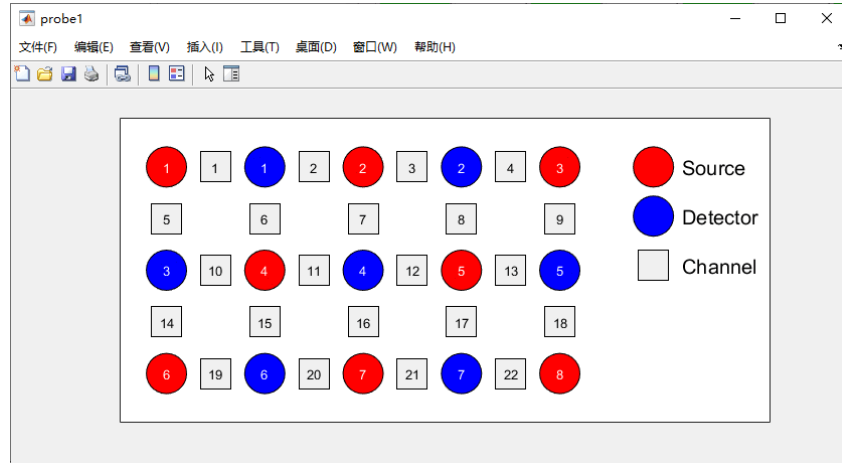 probe1
文件(F) 编辑(E) 查看(V) 插入(I) 工具(T) 桌面(D) 窗口(W) 帮助(H)
1 1 1 2 2 3 2 4 3 Source
5 6 7 8 9 Detector
3 10 4 11 4 12 5 13 5 Channel
14 15 16 17 18
6 19 6 20 7 21 7 22 8